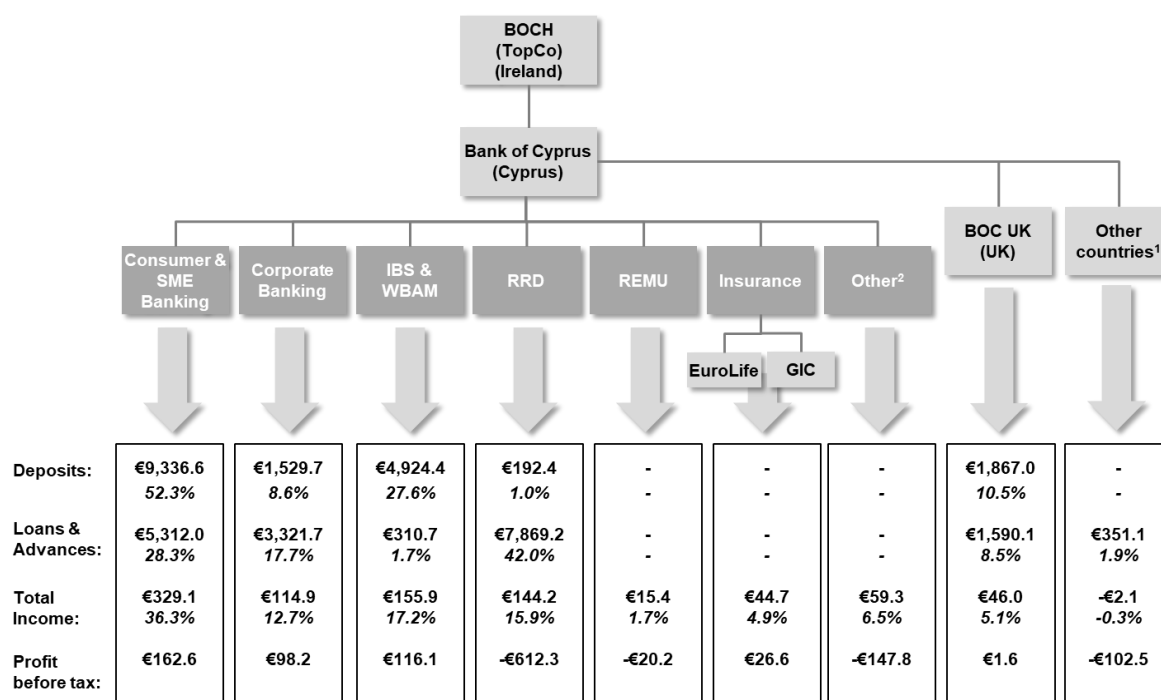 BOCH
(TopCo)
(Ireland)
Bank of Cyprus
(Cyprus)
BOC UK
(UK)
Other
countries¹
Consumer &
SME
Banking
Corporate
Banking
IBS &
WBAM
RRD
REMU
Insurance
Other²
EuroLife
GIC
Deposits: €9,336.6 €1,529.7 €4,924.4 €192.4 - - - €1,867.0 -
52.3% 8.6% 27.6% 1.0% - - - 10.5% -
Loans & €5,312.0 €3,321.7 €310.7 €7,869.2 - - - €1,590.1 €351.1
Advances: 28.3% 17.7% 1.7% 42.0% - - - 8.5% 1.9%
Total €329.1 €114.9 €155.9 €144.2 €15.4 €44.7 €59.3 €46.0 -€2.1
Income: 36.3% 12.7% 17.2% 15.9% 1.7% 4.9% 6.5% 5.1% -0.3%
Profit €162.6 €98.2 €116.1 -€612.3 -€20.2 €26.6 -€147.8 €1.6 -€102.5
before tax: